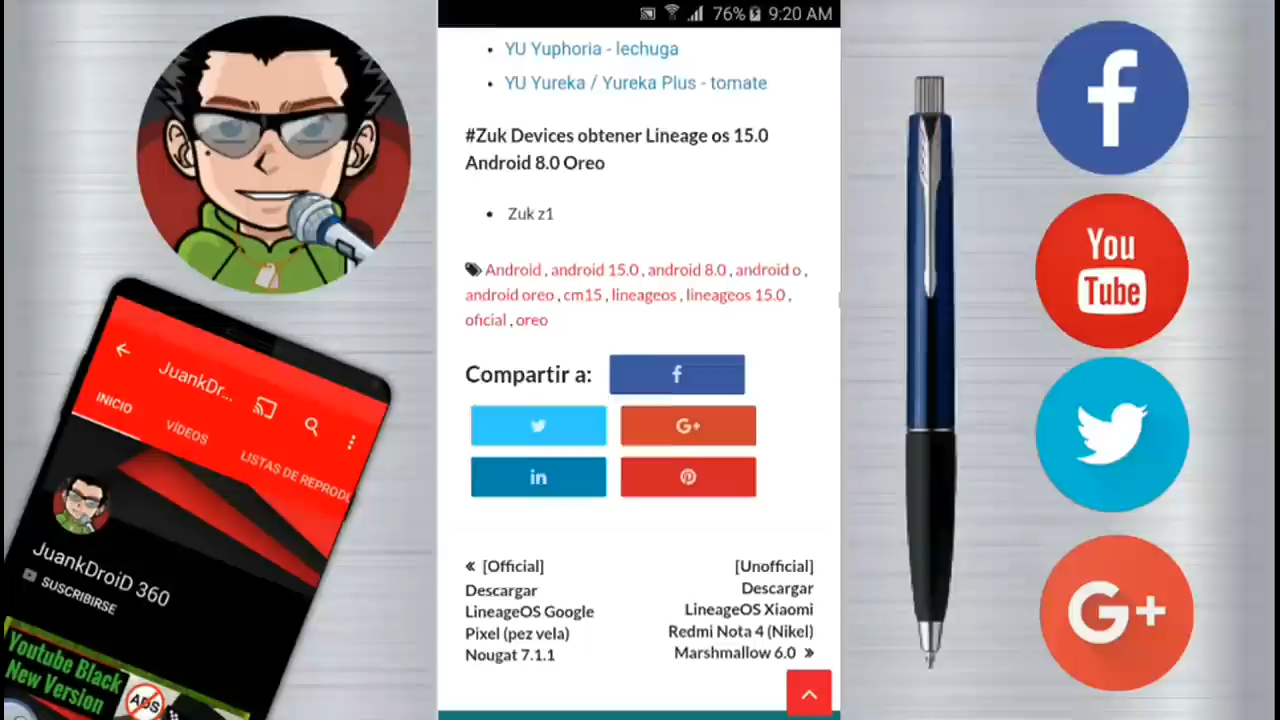 76% 9:20 AM
YU Yuphoria - lechuga
YU Yureka / Yureka Plus - tomate
#Zuk Devices obtener Lineage os 15.0
Android 8.0 Oreo
Zuk z1
Android , android 15.0 , android 8.0 , android o ,
android oreo , cm15 , lineageos , lineageos 15.0 ,
oficial , oreo
Compartir a:
f
G+
in
« [Official]
Descargar
LineageOS Google
Pixel (pez vela)
Nougat 7.1.1
[Unofficial]
Descargar
LineageOS Xiaomi
Redmi Nota 4 (Nikel)
Marshmallow 6.0 »
JuankDr...
INICIO
VÍDEOS
LISTAS DE REPRODU
JuankDroiD 360
SUSCRIBIRSE
Youtube Black
New Version
ADS
f
You
Tube
G+